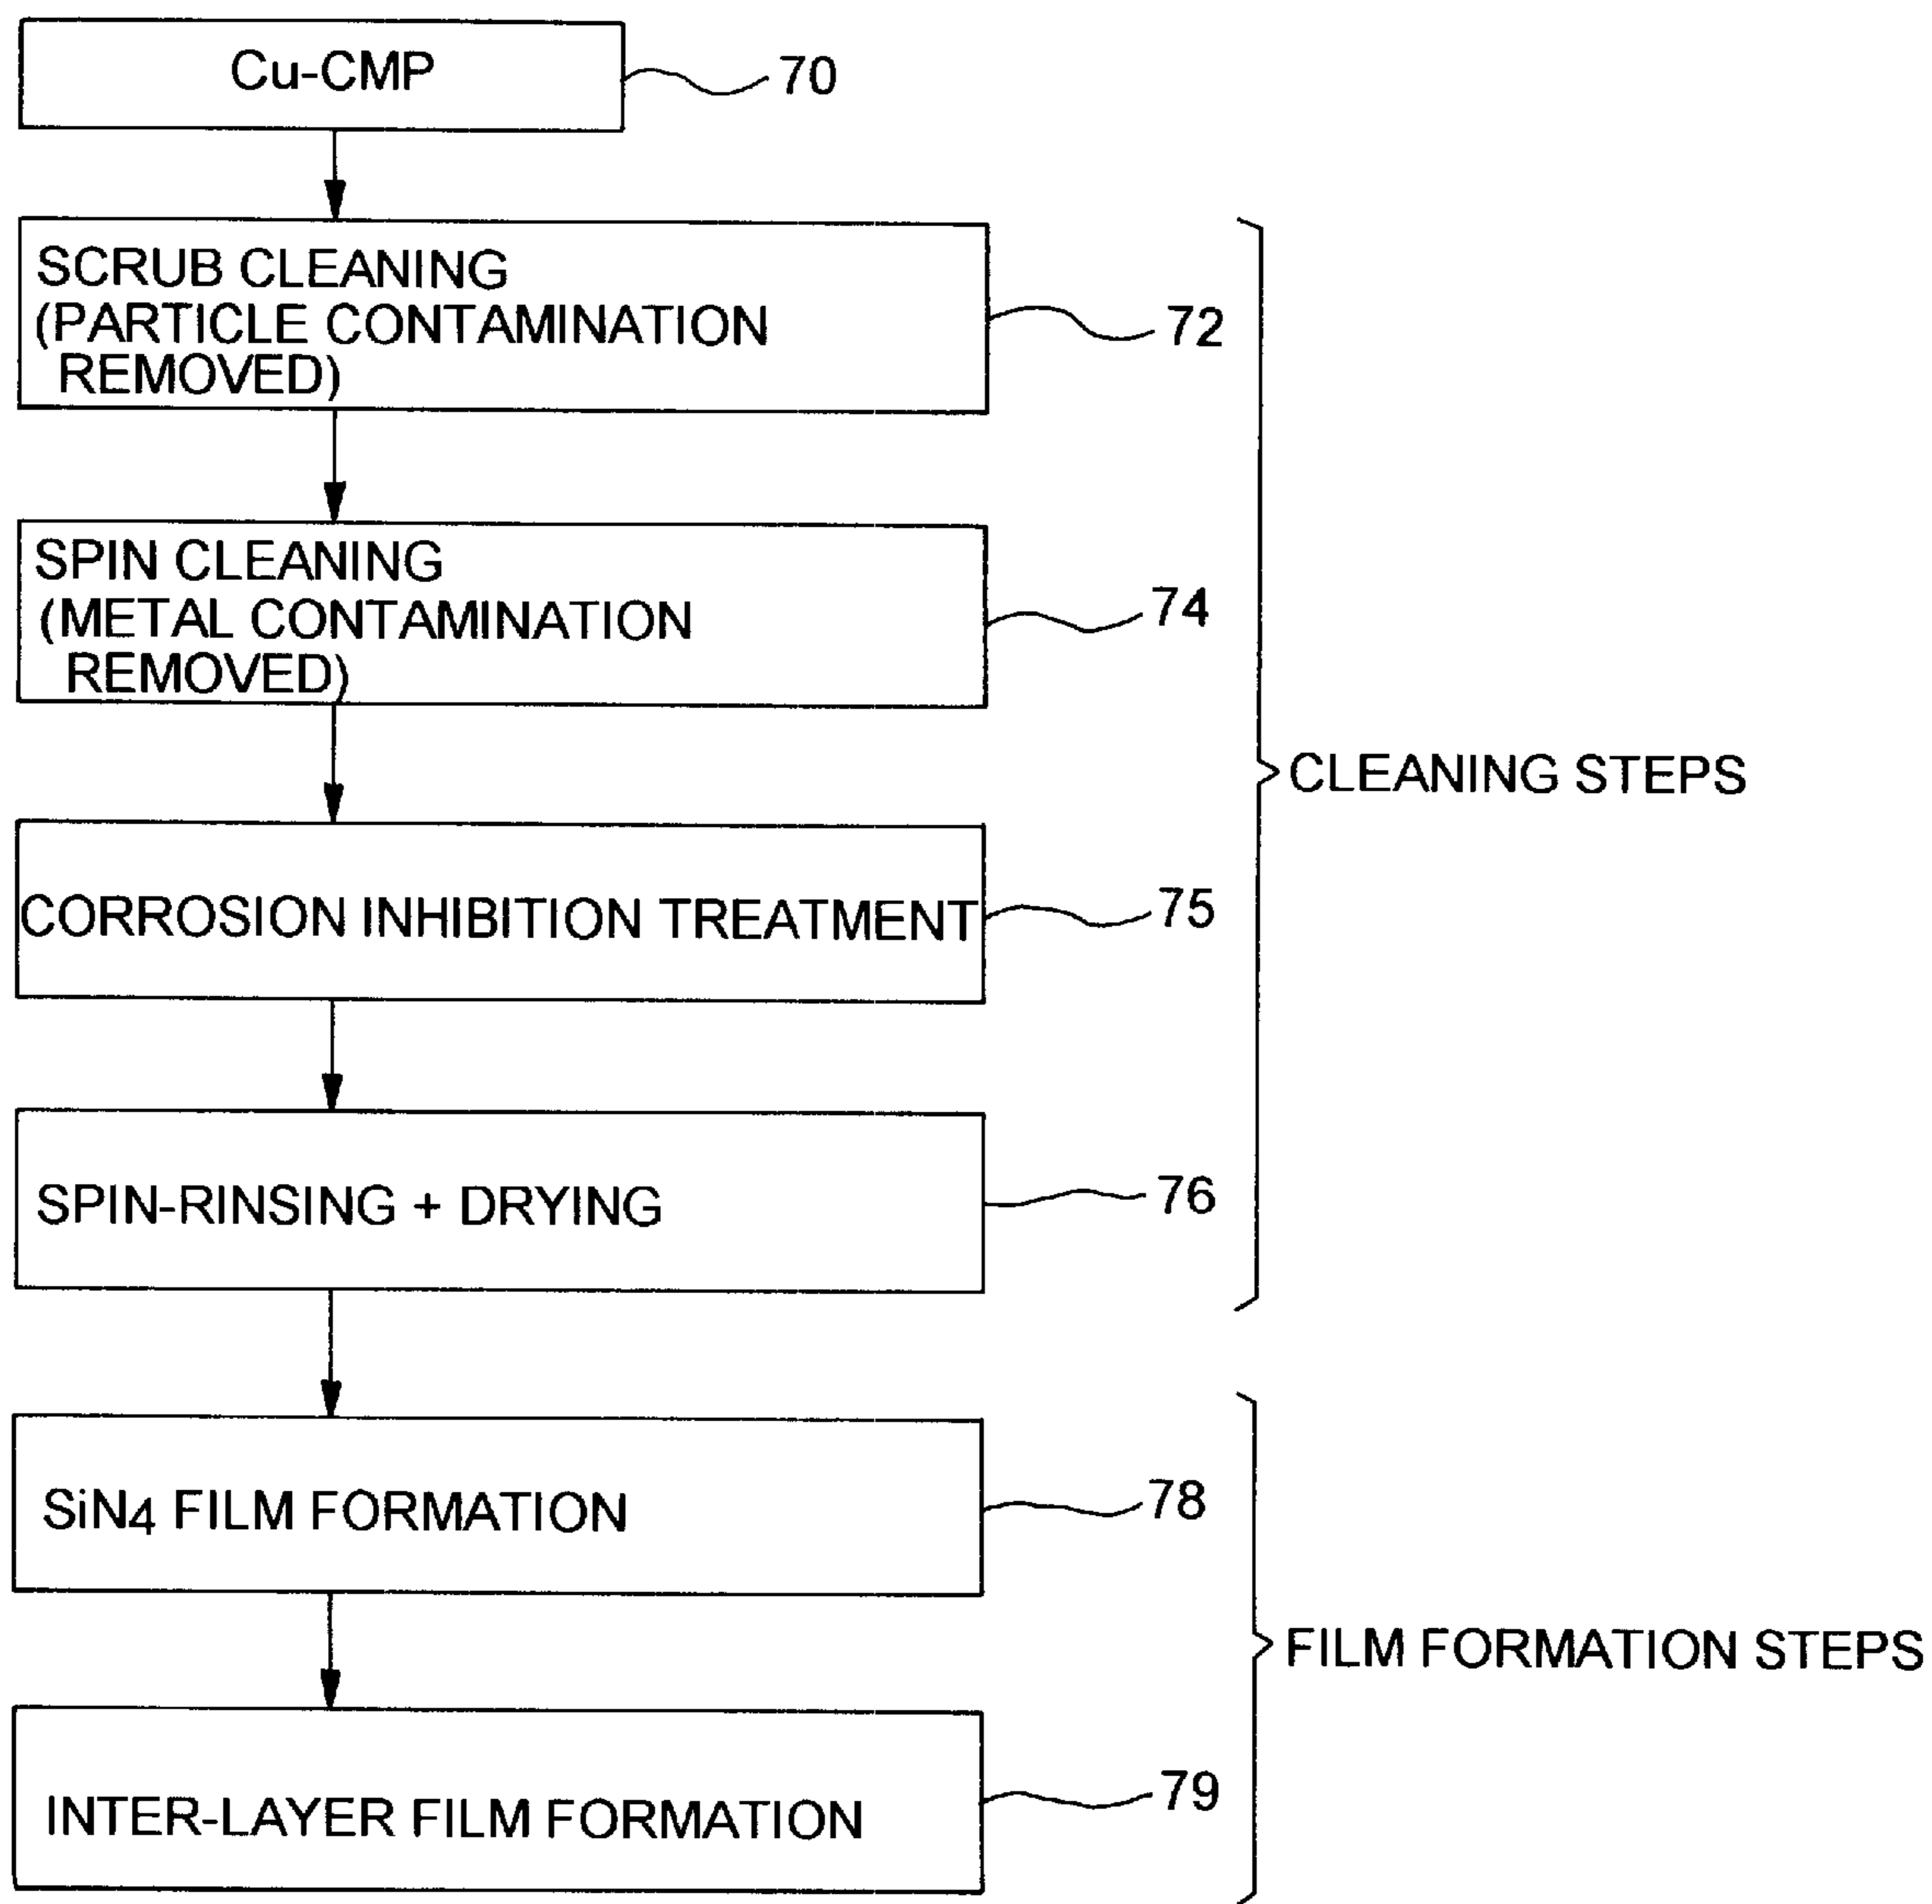 Cu-CMP
70
SCRUB CLEANING
(PARTICLE CONTAMINATION
REMOVED)
72
SPIN CLEANING
(METAL CONTAMINATION
REMOVED)
74
CLEANING STEPS
CORROSION INHIBITION TREATMENT
75
SPIN-RINSING + DRYING
76
SiN4 FILM FORMATION
78
FILM FORMATION STEPS
INTER-LAYER FILM FORMATION
79